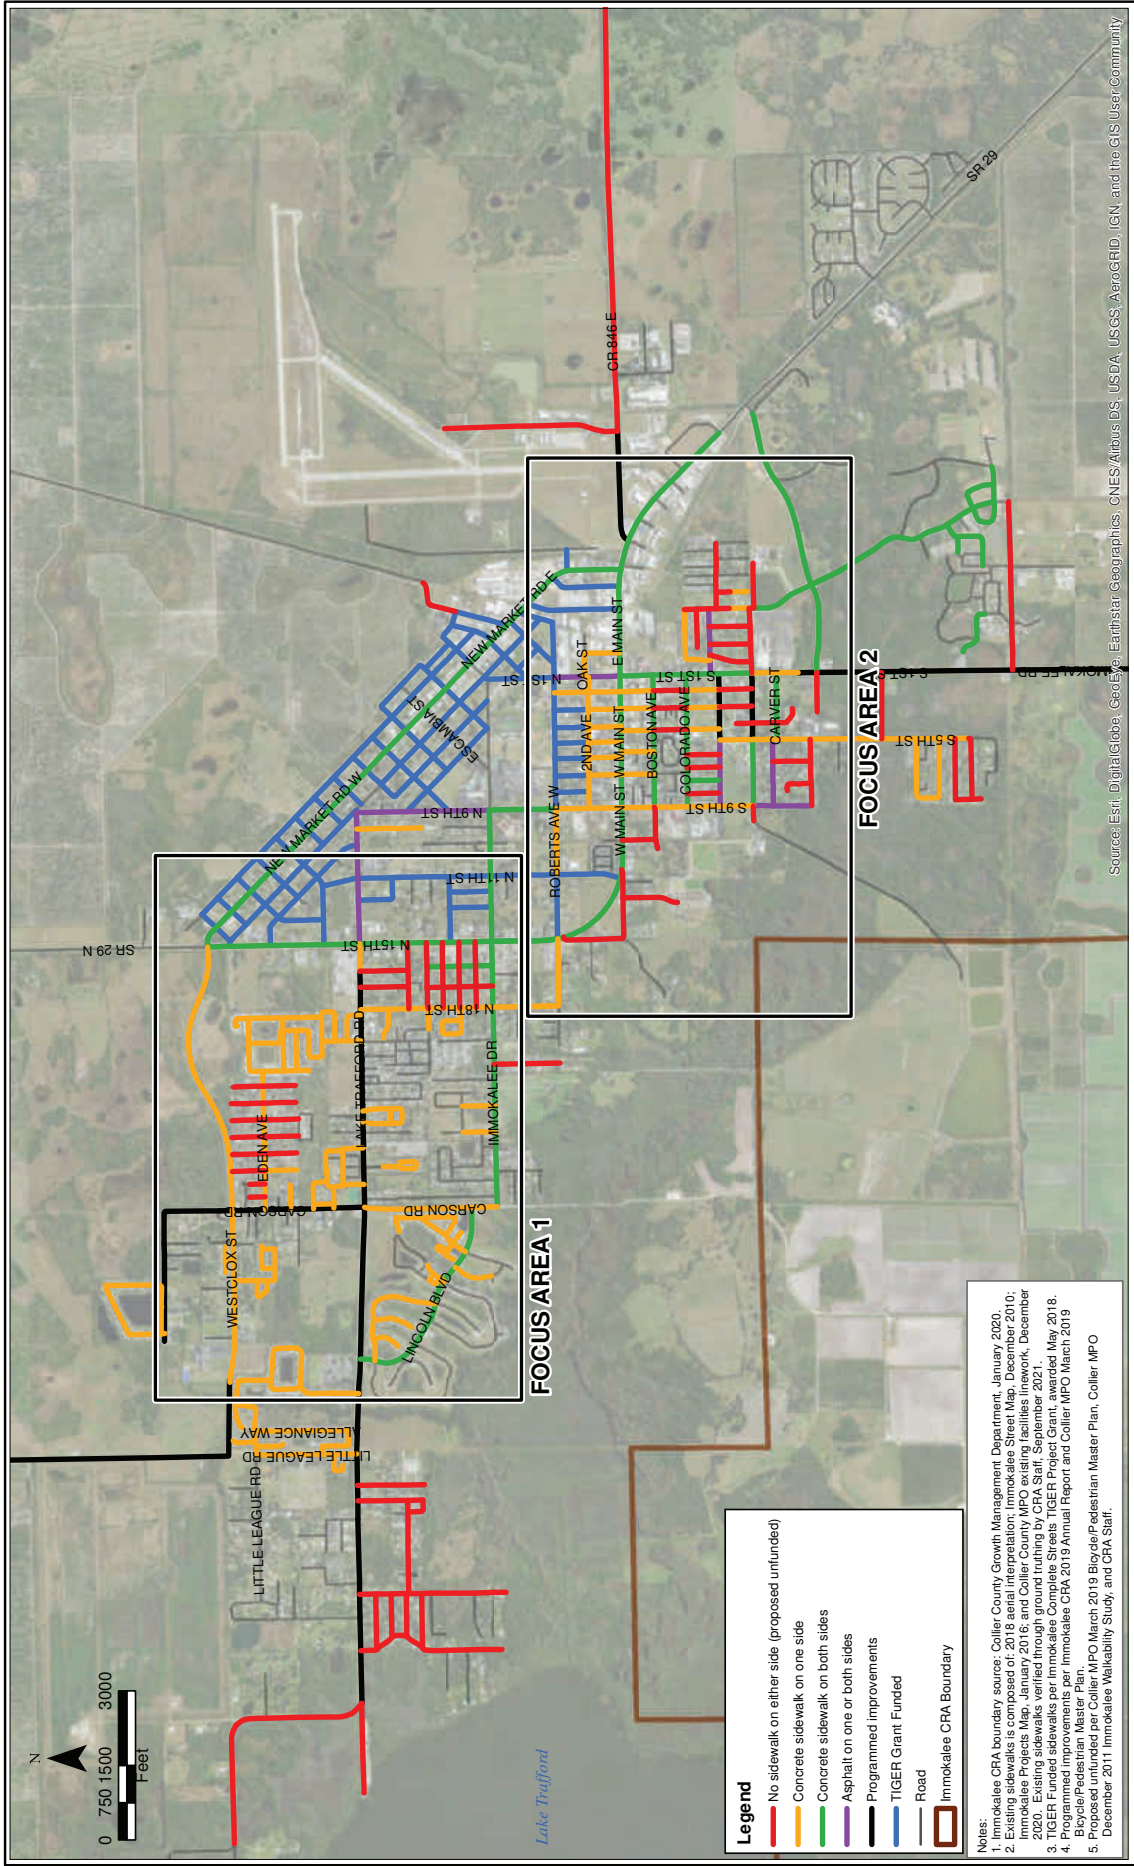 N
0 750 1500 3000
Feet
Lake Trafford
LITTLE LEAGUE RD
LITTLE LEAGUE RD
ALLEGIANCE WAY
WESTCLOX ST
CARSON RD
CARSON RD
EDEN AVE
LAKE TRAFFORD RD
LINCOLN BLVD
IMMOKALEE DR
N 18TH ST
N 15TH ST
SR 29 N
N 11TH ST
N 9TH ST
NEW MARKET RD W
ESCAMBIA ST
NEW MARKET RD E
FOCUS AREA 1
ROBERTS AVE W
N 1ST ST
OAK ST
2ND AVE
W MAIN ST
W MAIN ST
E MAIN ST
BOSTON AVE
COLORADO AVE
S 1ST ST
S 9TH ST
CARVER ST
S 5TH ST
S 1ST ST
MOKALEE RD
CR 846 E
SR 29
FOCUS AREA 2
Source: Esri, DigitalGlobe, GeoEye, Earthstar Geographics, CNES/Airbus DS, USDA, USGS, AeroGRID, IGN, and the GIS User Community
Legend
No sidewalk on either side (proposed unfunded)
Concrete sidewalk on one side
Concrete sidewalk on both sides
Asphalt on one or both sides
Programmed improvements
TIGER Grant Funded
Road
Immokalee CRA Boundary
Notes:
1. Immokalee CRA boundary source: Collier County Growth Management Department, January 2020.
2. Existing sidewalks is composed of: 2018 aerial interpretation; Immokalee Street Map, December 2010;
Immokalee Projects Map, January 2016; and Collier County MPO existing facilities linework, December
2020. Existing sidewalks verified through ground truthing by CRA Staff, September 2021.
3. TIGER Funded sidewalks per Immokalee Complete Streets TIGER Project Grant, awarded May 2018.
4. Programmed improvements per Immokalee CRA 2019 Annual Report and Collier MPO March 2019
Bicycle/Pedestrian Master Plan.
5. Proposed unfunded per Collier MPO March 2019 Bicycle/Pedestrian Master Plan, Collier MPO
December 2011 Immokalee Walkability Study, and CRA Staff.